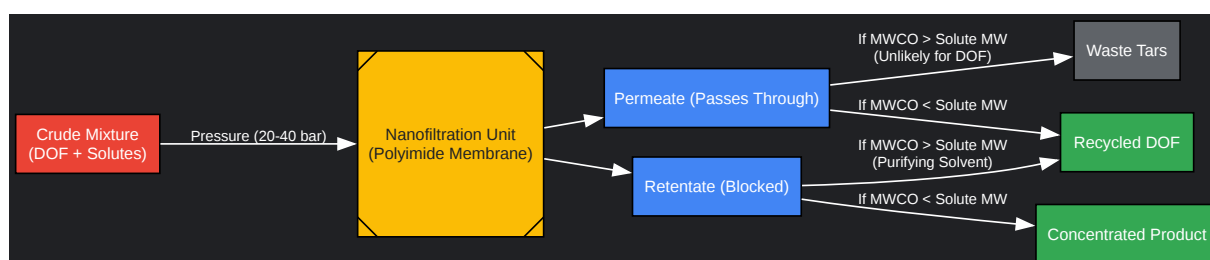 Crude Mixture
(DOF + Solutes)
Pressure (20-40 bar)
Nanofiltration Unit
(Polyimide Membrane)
Permeate (Passes Through)
Retentate (Blocked)
If MWCO > Solute MW
(Unlikely for DOF)
If MWCO < Solute MW
If MWCO > Solute MW
(Purifying Solvent)
If MWCO < Solute MW
Waste Tars
Recycled DOF
Concentrated Product